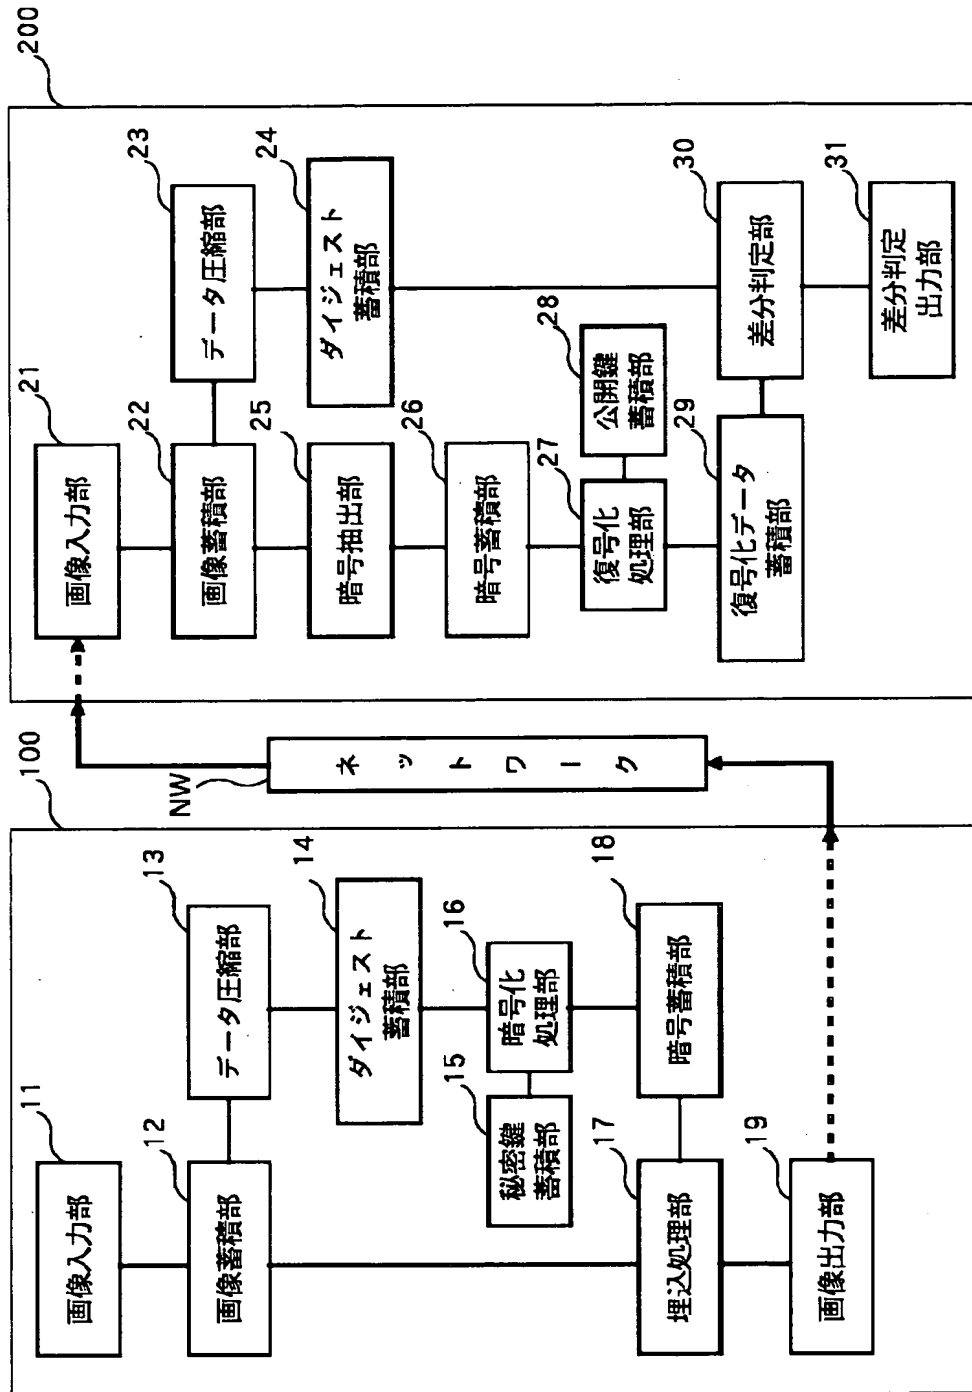 100
11
画像入力部
12
画像蓄積部
13
データ圧縮部
14
ダイジェスト
蓄積部
15
秘密鍵
蓄積部
16
暗号化
処理部
17
埋込処理部
18
暗号蓄積部
19
画像出力部
NW
ネットワーク
200
21
画像入力部
22
画像蓄積部
23
データ圧縮部
24
ダイジェスト
蓄積部
25
暗号抽出部
26
暗号蓄積部
27
復号化
処理部
28
公開鍵
蓄積部
29
復号化データ
蓄積部
30
差分判定部
31
差分判定
出力部